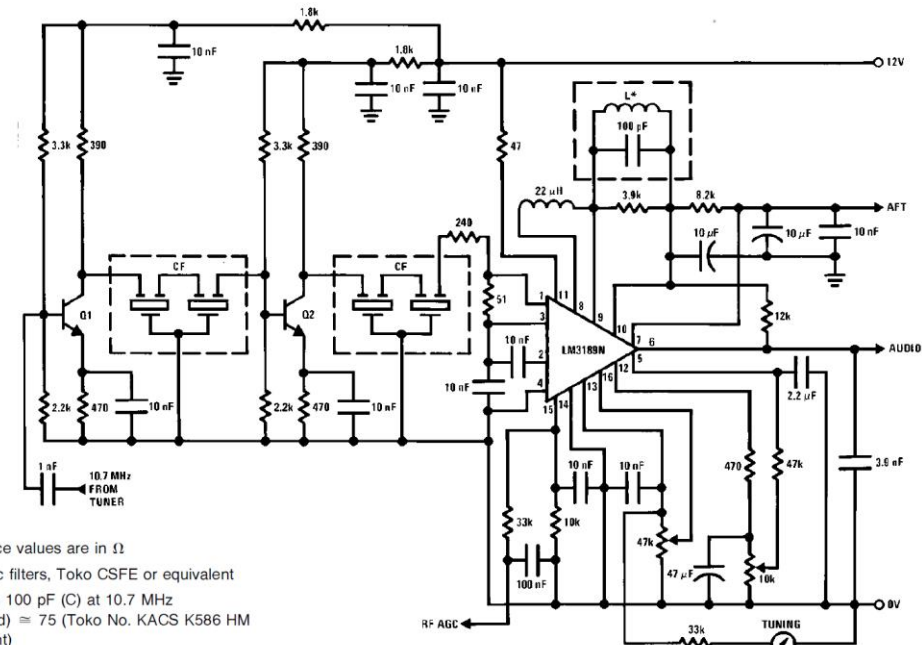 1.8k
10 nF
1.0k
10 nF
10 nF
12V
L*
100 pF
3.3k
390
3.3k
390
47
22 μH
3.9k
8.2k
AFT
240
10 μF
10 μF
10 nF
CF
CF
Q1
Q2
51
1
11
8
9
3
10
12k
LM3189N
7
6
AUDIO
10 nF
2
12
5
16
13
4
14
15
10 nF
2.2 μF
2.2k
470
10 nF
2.2k
470
10 nF
1 nF
10.7 MHz
FROM
TUNER
10 nF
10 nF
470
47k
3.9 nF
33k
10k
47k
47 μF
10k
100 nF
ce values are in Ω
c filters, Toko CSFE or equivalent
100 pF (C) at 10.7 MHz
d) ≅ 75 (Toko No. KACS K586 HM
nt)
RF AGC
0V
33k
TUNING